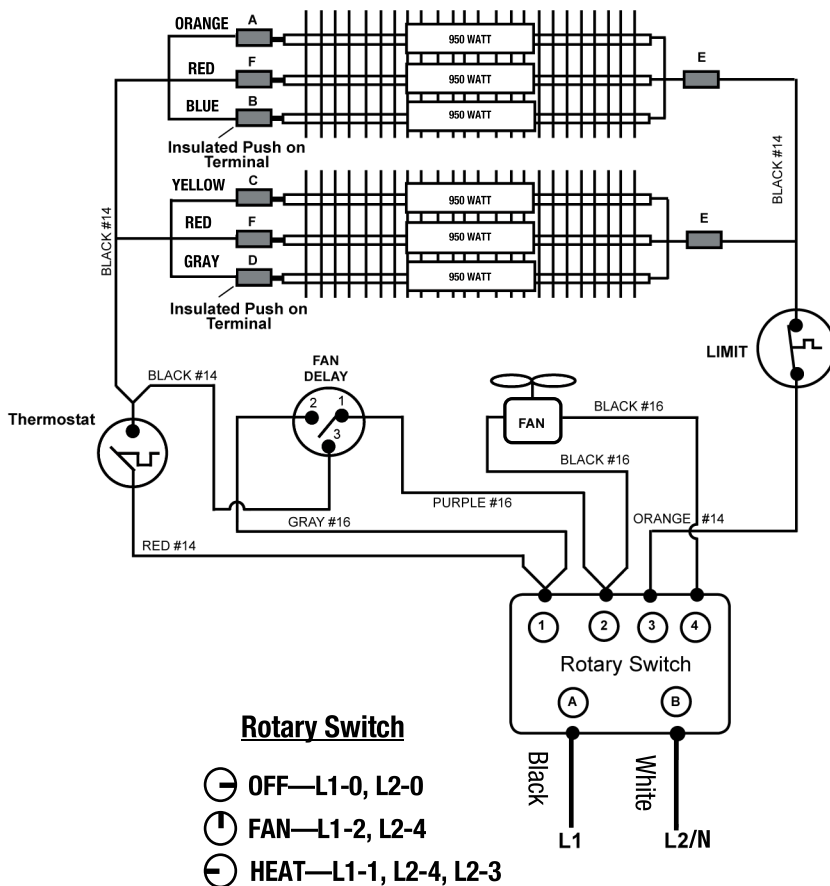 ORANGE
A
950 WATT
E
RED
F
950 WATT
BLUE
B
950 WATT
Insulated Push on
Terminal
BLACK #14
YELLOW
C
950 WATT
BLACK #14
RED
F
950 WATT
E
GRAY
D
950 WATT
Insulated Push on
Terminal
LIMIT
BLACK #14
FAN
DELAY
Thermostat
2
1
3
FAN
BLACK #16
BLACK #16
PURPLE #16
GRAY #16
ORANGE #14
RED #14
1
2
3
4
Rotary Switch
A
B
Black
White
L1
L2/N
Rotary Switch
OFF—L1-0, L2-0
FAN—L1-2, L2-4
HEAT—L1-1, L2-4, L2-3